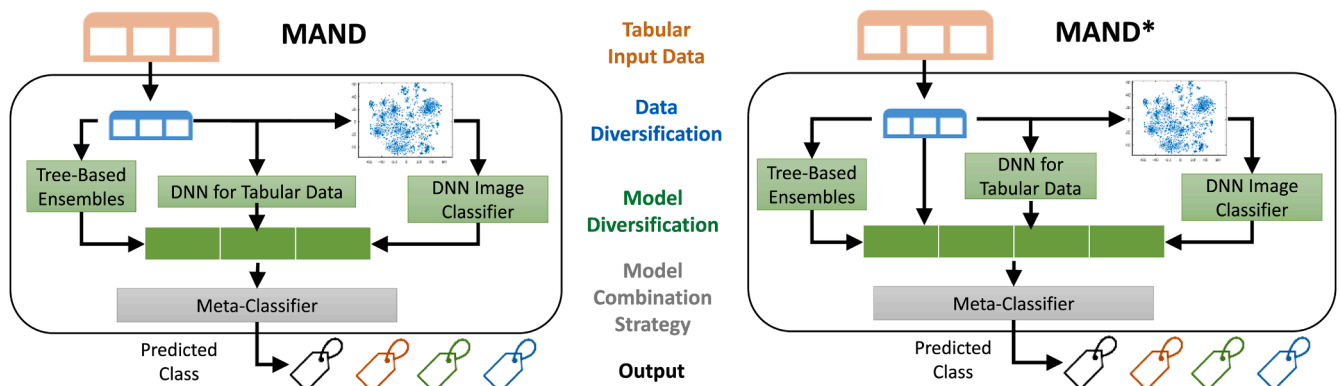 MAND
Tree-Based
Ensembles
DNN for Tabular Data
DNN Image
Classifier
Meta-Classifier
Predicted
Class
Tabular
Input Data
Data
Diversification
Model
Diversification
Model
Combination
Strategy
Output
MAND*
Tree-Based
Ensembles
DNN for
Tabular Data
DNN Image
Classifier
Meta-Classifier
Predicted
Class